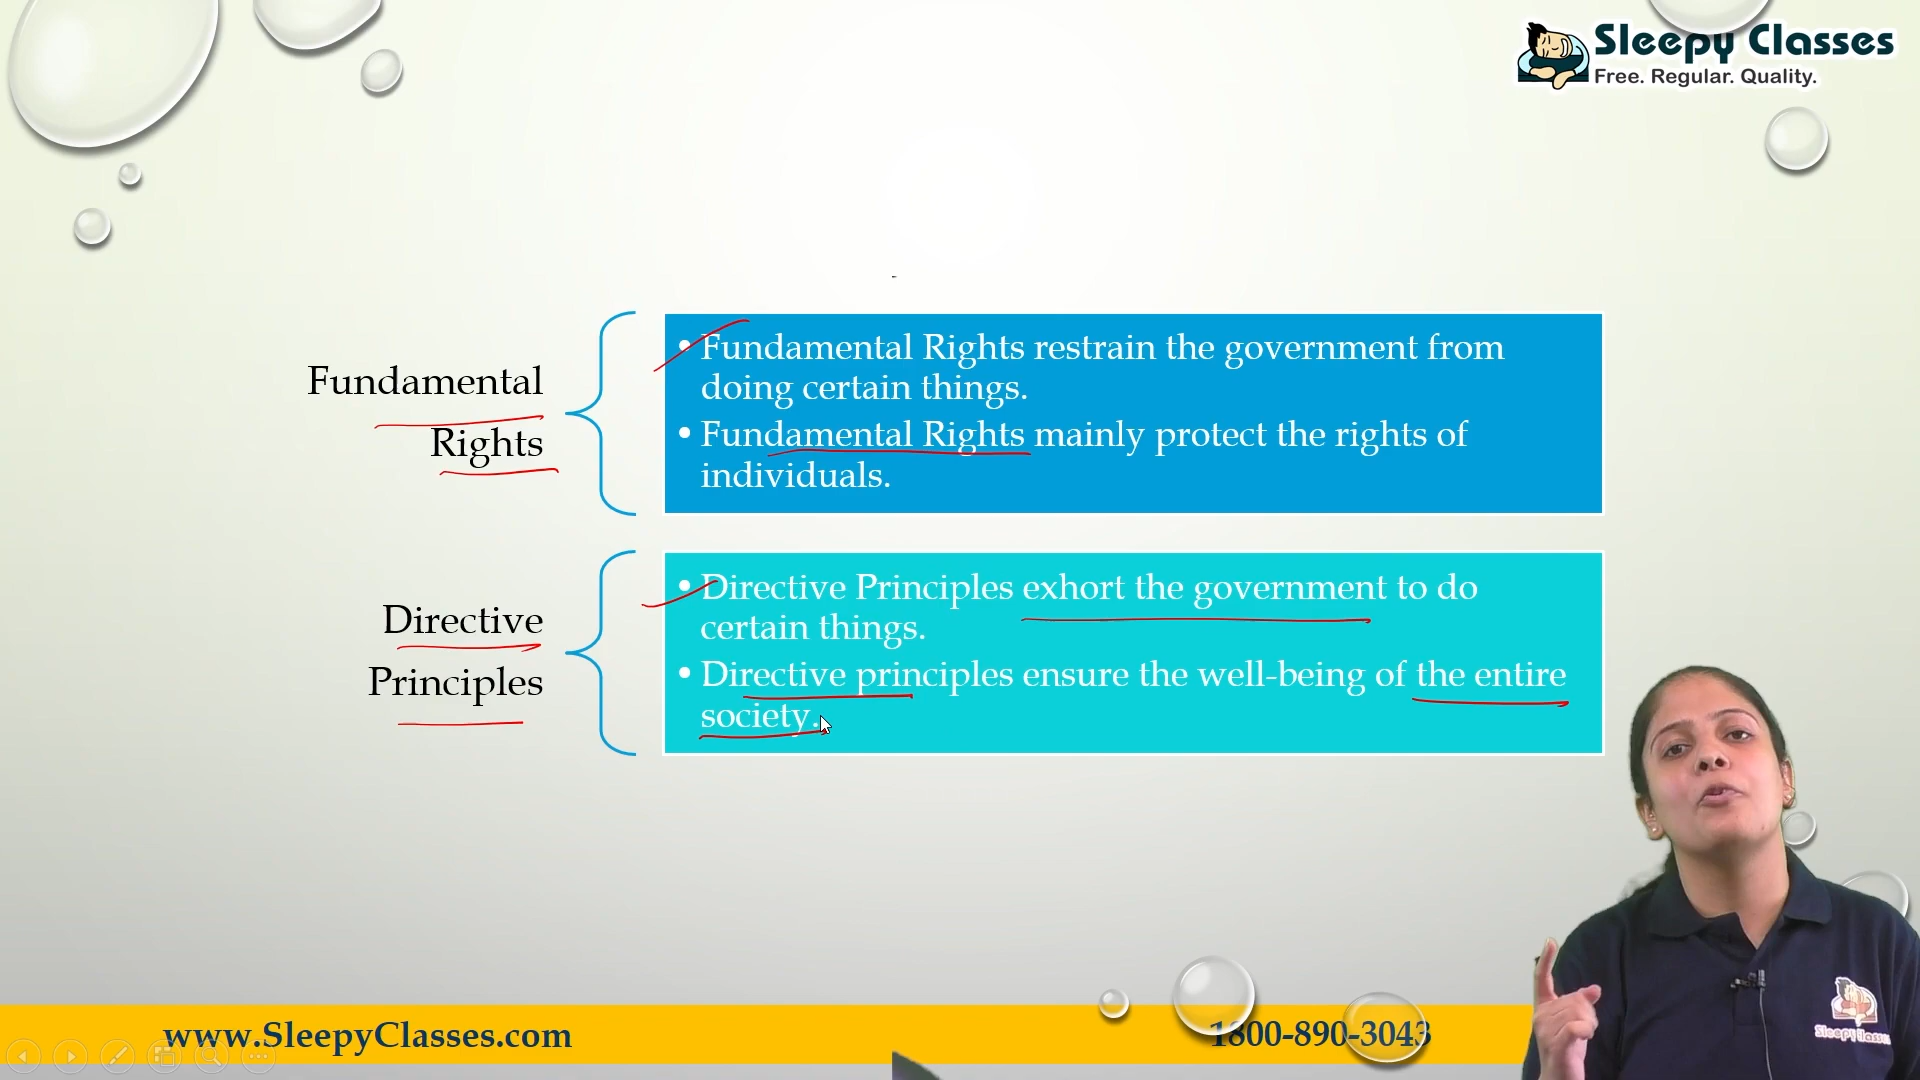 Sleepy Classes
Free. Regular. Quality.
Fundamental
Rights
• Fundamental Rights restrain the government from
doing certain things.
• Fundamental Rights mainly protect the rights of
individuals.
Directive
Principles
• Directive Principles exhort the government to do
certain things.
• Directive principles ensure the well-being of the entire
society.
www.SleepyClasses.com
1800-890-3043
Sleepy Classes